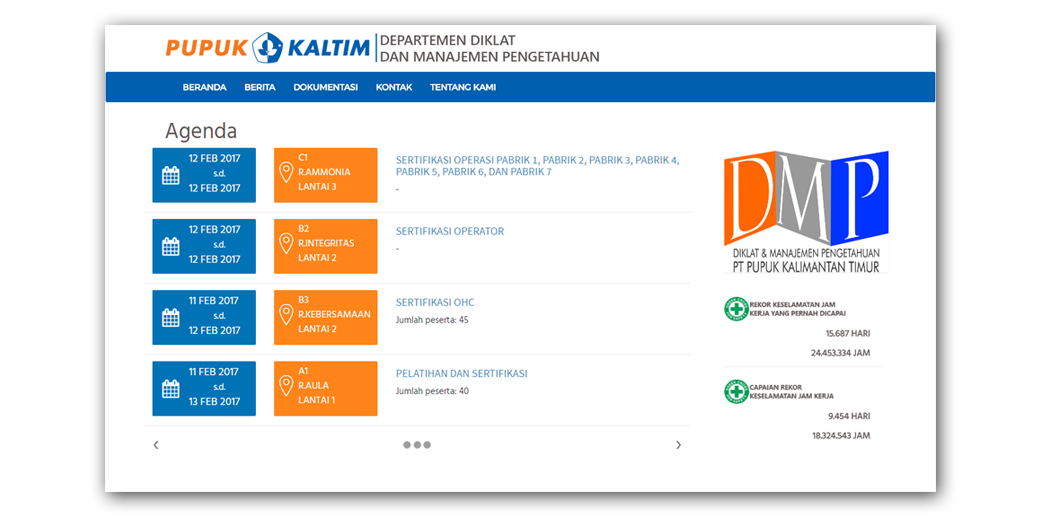 PUPUK KALTIM
DEPARTEMEN DIKLAT
DAN MANAJEMEN PENGETAHUAN
BERANDA BERITA DOKUMENTASI KONTAK TENTANG KAMI
Agenda
12 FEB 2017
s.d.
12 FEB 2017
C1
R.AMMONIA
LANTAI 3
SERTIFIKASI OPERASI PABRIK 1, PABRIK 2, PABRIK 3, PABRIK 4,
PABRIK 5, PABRIK 6, DAN PABRIK 7
-
12 FEB 2017
s.d.
12 FEB 2017
B2
R.INTEGRITAS
LANTAI 2
SERTIFIKASI OPERATOR
-
11 FEB 2017
s.d.
12 FEB 2017
B3
R.KEBERSAMAAN
LANTAI 2
SERTIFIKASI OHC
Jumlah peserta: 45
11 FEB 2017
s.d.
13 FEB 2017
A1
R.AULA
LANTAI 1
PELATIHAN DAN SERTIFIKASI
Jumlah peserta: 40
DMP
DIKLAT & MANAJEMEN PENGETAHUAN
PT PUPUK KALIMANTAN TIMUR
REKOR KESELAMATAN JAM
KERJA YANG PERNAH DICAPAI
15.687 HARI
24.453.334 JAM
CAPAIAN REKOR
KESELAMATAN JAM KERJA
9.454 HARI
18.324.543 JAM